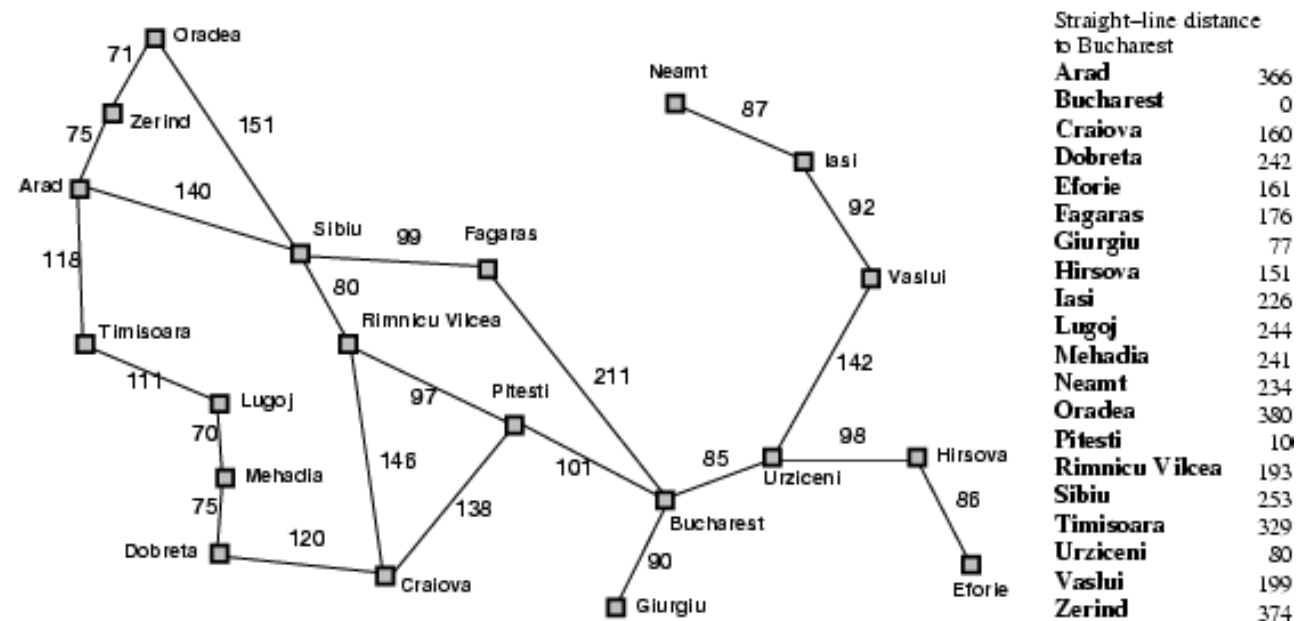 Oradea
71
Neamt
87
Zerind
151
75
Iasi
Arad
140
92
Sibiu
99
Fagaras
118
80
Vaslui
Rimnicu Vilcea
Timisoara
142
111
211
Lugoj
97
Pitesti
70
98
Hirsova
146
85
101
Mehadia
Urziceni
86
75
138
Bucharest
120
Dobreta
90
Craiova
Eforie
Giurgiu
Straight–line distance
to Bucharest
Arad 366
Bucharest 0
Craiova 160
Dobreta 242
Eforie 161
Fagaras 176
Giurgiu 77
Hirsova 151
Iasi 226
Lugoj 244
Mehadia 241
Neamt 234
Oradea 380
Pitesti 10
Rimnicu Vilcea 193
Sibiu 253
Timisoara 329
Urziceni 80
Vaslui 199
Zerind 374